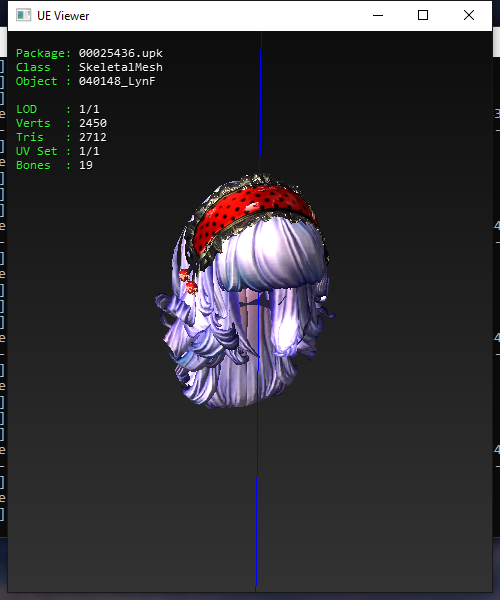 UE Viewer
Package: 00025436.upk
Class : SkeletalMesh
Object : 040148_LynF
LOD : 1/1
Verts : 2450
Tris : 2712
UV Set : 1/1
Bones : 19